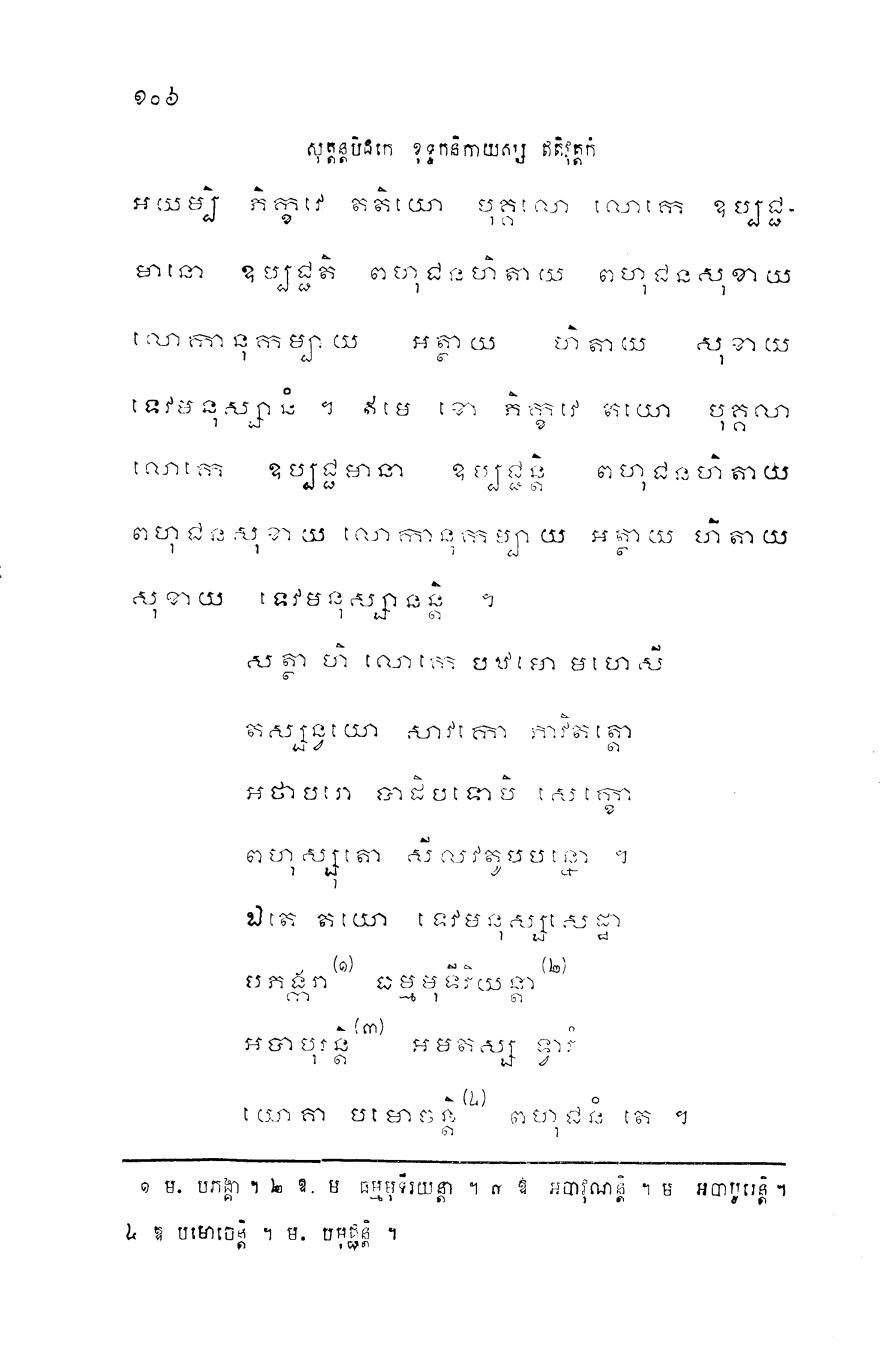 ១០៦
សុត្តន្តបិដកេ ខុទ្ទកនិកាយស្ស ឥតិវុត្តកំ
អយម្បិ ភិក្ខវេ តតិយោ បុគ្គលោ លោកេ ឧប្បជ្ជ-
មានោ ឧប្បជ្ជតិ ពហុជនហិតាយ ពហុជនសុខាយ
លោកានុកម្បាយ អត្ថាយ ហិតាយ សុខាយ
ទេវមនុស្សានំ ។ ឥមេ ខោ ភិក្ខវេ តយោ បុគ្គលា
លោកេ ឧប្បជ្ជមានា ឧប្បជ្ជន្តិ ពហុជនហិតាយ
ពហុជនសុខាយ លោកានុកម្បាយ អត្ថាយ ហិតាយ
សុខាយ ទេវមនុស្សានន្តិ ។
សត្ថា ហិ លោកេ បឋមោ មហេសី
តស្សន្វយោ សាវកោ ភាវិតត្តោ
អថាបរោ បាដិបទោបិ សេក្ខោ
ពហុស្សុតោ សីលវតូបបន្នោ ។
ឯតេ តយោ ទេវមនុស្សសេដ្ឋា
បភង្ករា(១) ធម្មមុទីរិយន្តា(២)
អបាបុរន្តិ(៣) អមតស្ស ទ្វារំ
យោគា បមោចន្តិ(៤) ពហុជនំ តេ ។
១ ម. បភង្គា ។ ២ ឱ. ម ធម្មមុទីរយន្តា ។ ៣ ឱ អបាវុណន្តិ ។ ម អបាបូរេន្តិ ។
៤ ឱ បមោចេន្តិ ។ ម. បមុជ្ឈន្តិ ។